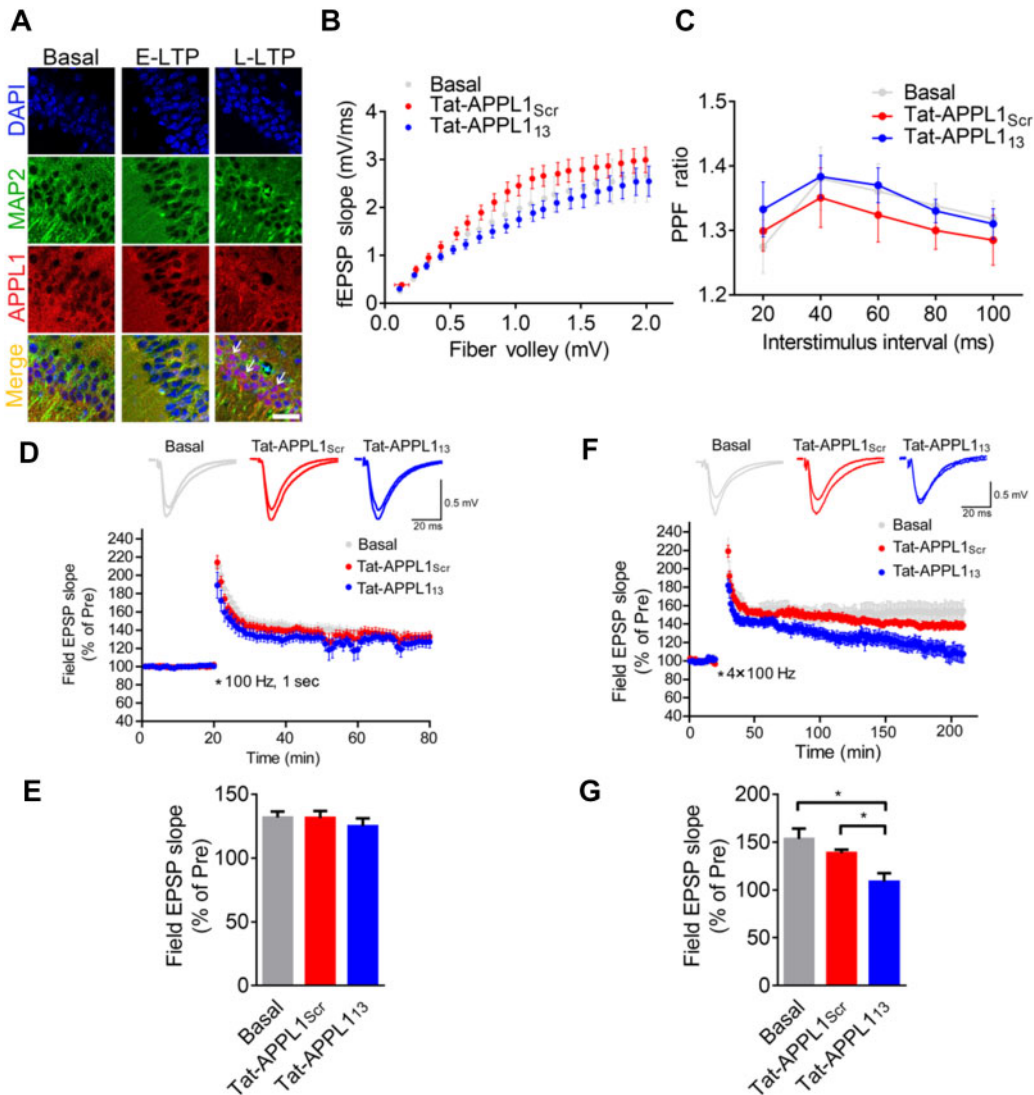 A
Basal E-LTP L-LTP
DAPI
MAP2
APPL1
Merge
B
Basal
Tat-APPL1Scr
Tat-APPL113
fEPSP slope (mV/ms)
5
4
3
2
1
0
0.0 0.5 1.0 1.5 2.0
Fiber volley (mV)
C
Basal
Tat-APPL1Scr
Tat-APPL113
PPF ratio
1.5
1.4
1.3
1.2
20 40 60 80 100
Interstimulus interval (ms)
D
Basal Tat-APPL1Scr Tat-APPL113
0.5 mV
20 ms
Basal
Tat-APPL1Scr
Tat-APPL113
Field EPSP slope
(% of Pre)
240
220
200
180
160
140
120
100
80
60
40
*100 Hz, 1 sec
0 20 40 60 80
Time (min)
F
Basal Tat-APPL1Scr Tat-APPL113
0.5 mV
20 ms
Basal
Tat-APPL1Scr
Tat-APPL113
Field EPSP slope
(% of Pre)
240
220
200
180
160
140
120
100
80
60
40
*4×100 Hz
0 50 100 150 200
Time (min)
E
Field EPSP slope
(% of Pre)
150
100
50
0
Basal
Tat-APPL1Scr
Tat-APPL113
G
Field EPSP slope
(% of Pre)
200
150
100
50
0
*
*
Basal
Tat-APPL1Scr
Tat-APPL113